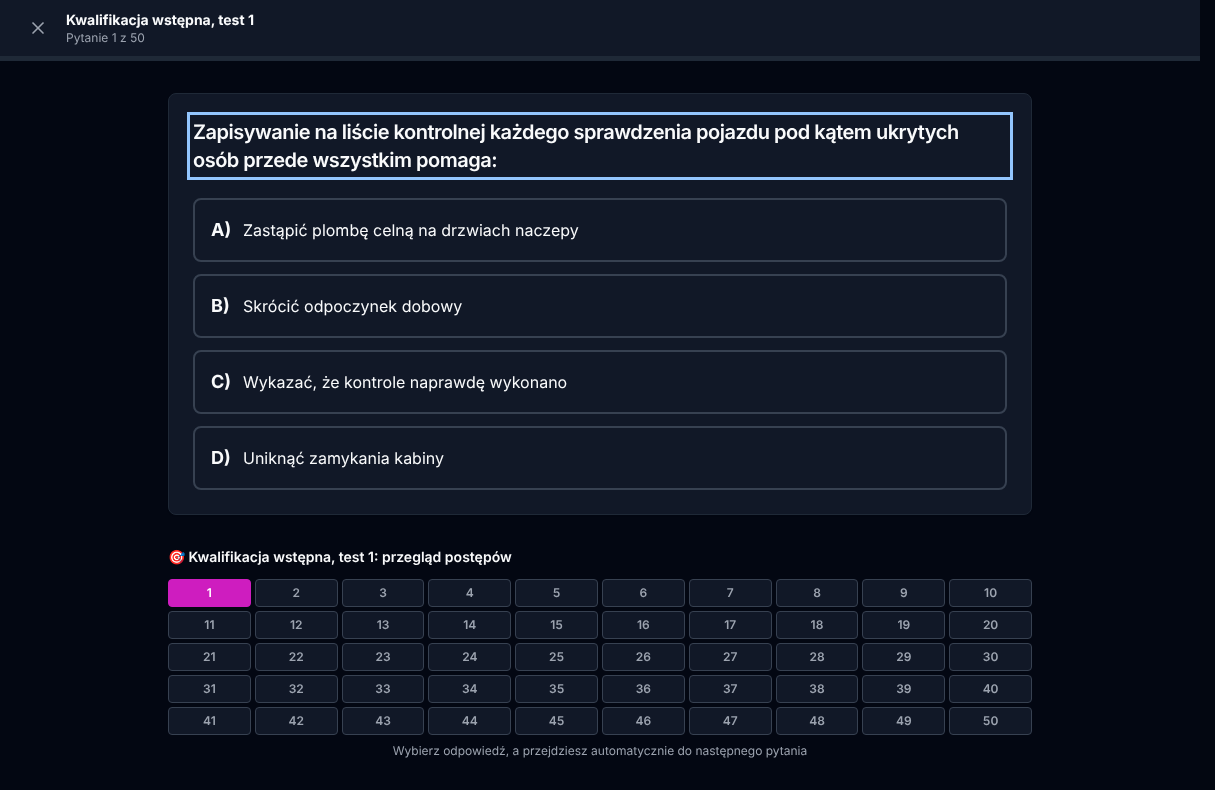 Kwalifikacja wstępna, test 1
Pytanie 1 z 50
Zapisywanie na liście kontrolnej każdego sprawdzenia pojazdu pod kątem ukrytych
osób przede wszystkim pomaga:
A) Zastąpić plombę celną na drzwiach naczepy
B) Skrócić odpoczynek dobowy
C) Wykazać, że kontrole naprawdę wykonano
D) Uniknąć zamykania kabiny
🎯 Kwalifikacja wstępna, test 1: przegląd postępów
1 2 3 4 5 6 7 8 9 10
11 12 13 14 15 16 17 18 19 20
21 22 23 24 25 26 27 28 29 30
31 32 33 34 35 36 37 38 39 40
41 42 43 44 45 46 47 48 49 50
Wybierz odpowiedź, a przejdziesz automatycznie do następnego pytania